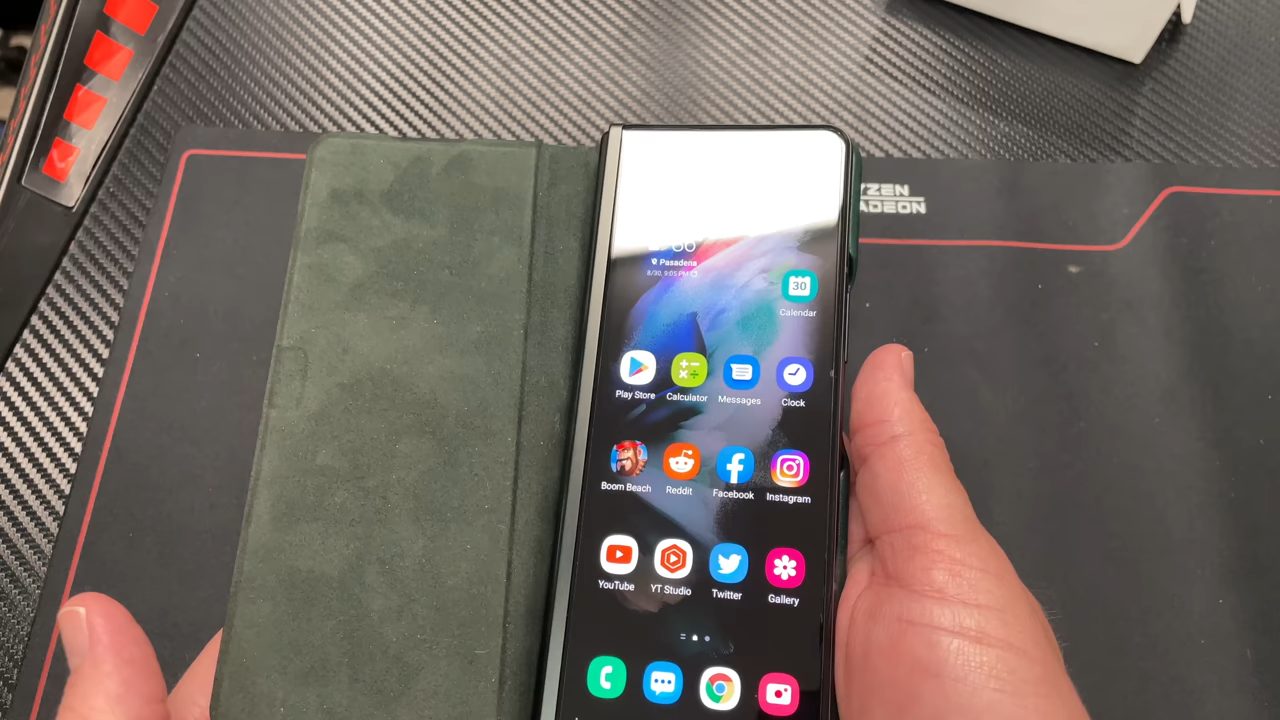 YZEN
ADEON
Pasadena
8/30, 9:05 PM
30
Calendar
Play Store
Calculator
Messages
Clock
Boom Beach
Reddit
Facebook
Instagram
YouTube
YT Studio
Twitter
Gallery